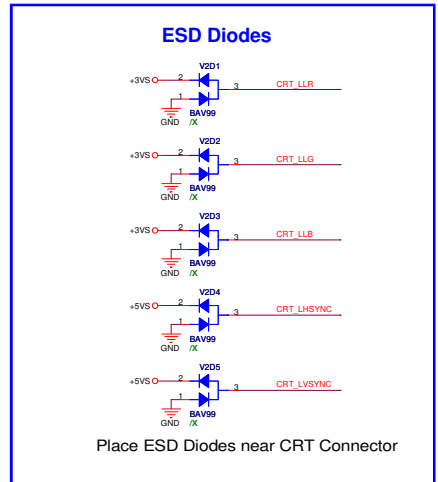 ESD Diodes
V2D1
+3VS 2
1 3 CRT_LLR
BAV99
GND /X
V2D2
+3VS 2
1 3 CRT_LLG
BAV99
GND /X
V2D3
+3VS 2
1 3 CRT_LLB
BAV99
GND /X
V2D4
+5VS 2
1 3 CRT_LHSYNC
BAV99
GND /X
V2D5
+5VS 2
1 3 CRT_LVSYNC
BAV99
GND /X
Place ESD Diodes near CRT Connector